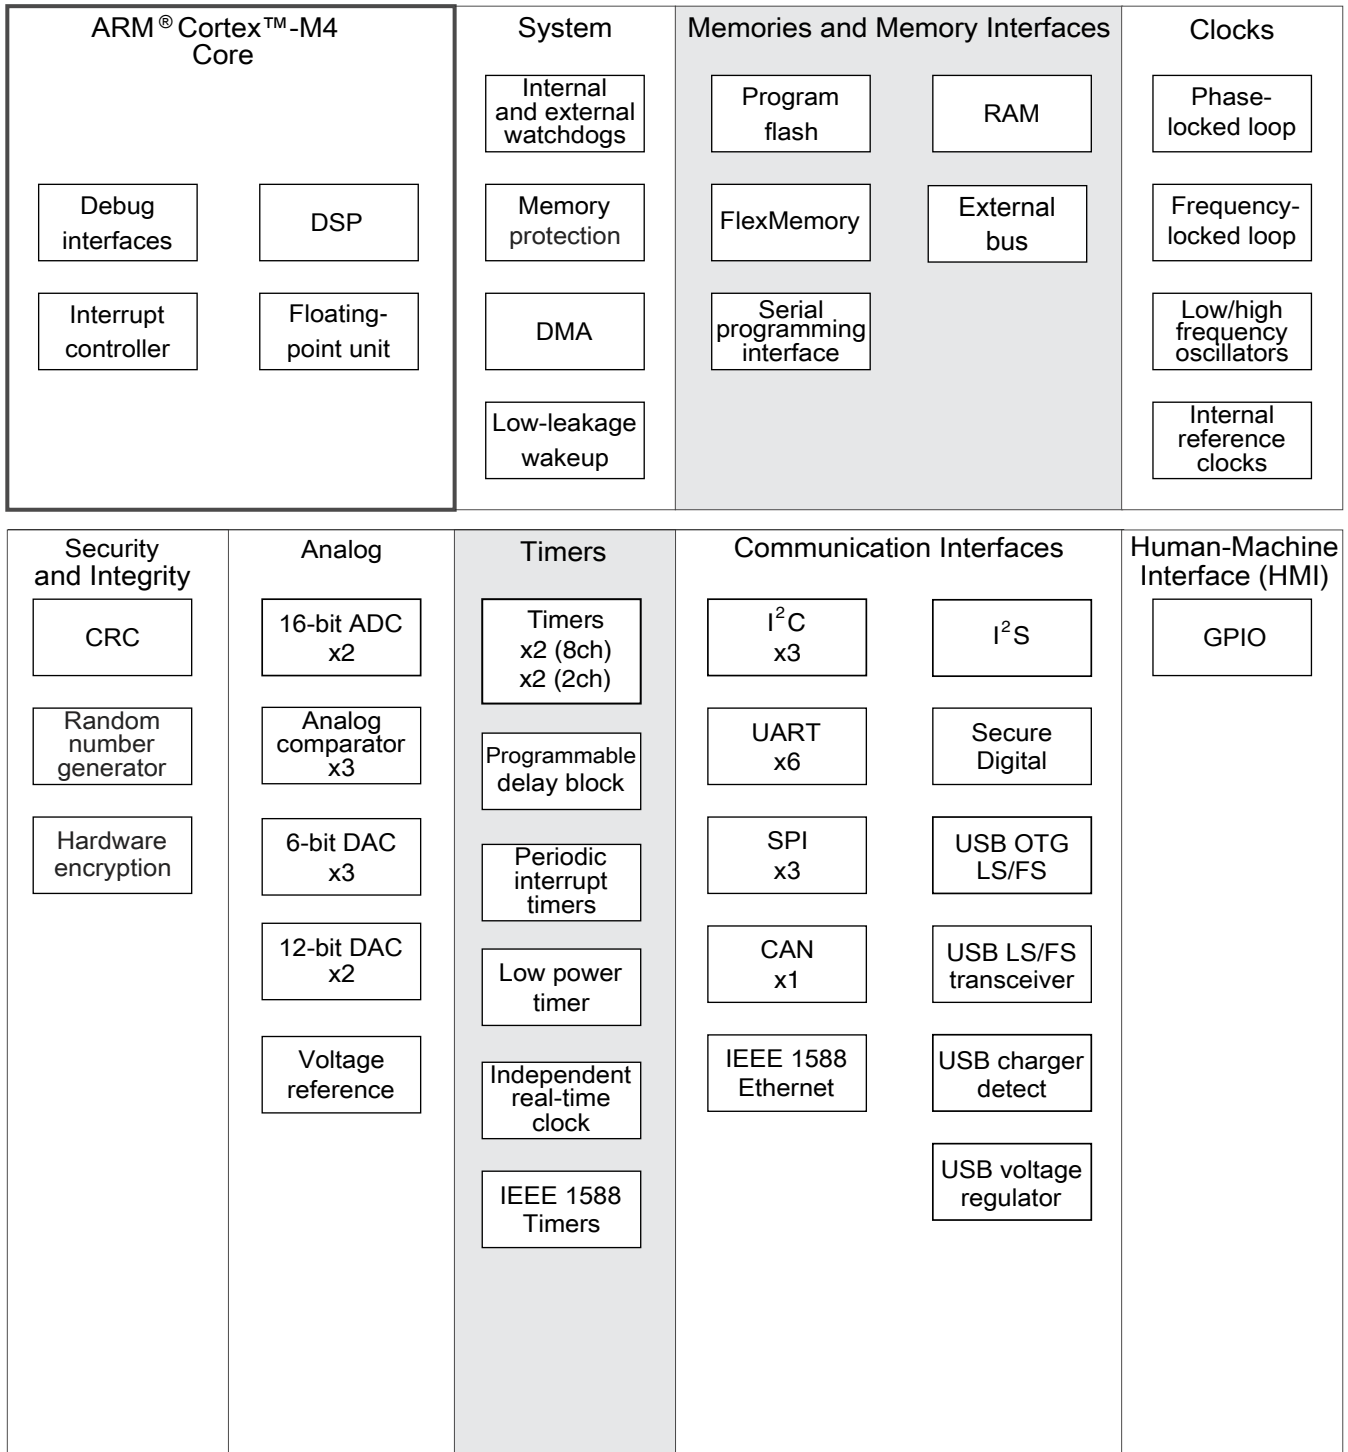 ARM® Cortex™-M4
Core
Debug
interfaces
DSP
Interrupt
controller
Floating-
point unit
System
Internal
and external
watchdogs
Memory
protection
DMA
Low-leakage
wakeup
Memories and Memory Interfaces
Program
flash
RAM
FlexMemory
External
bus
Serial
programming
interface
Clocks
Phase-
locked loop
Frequency-
locked loop
Low/high
frequency
oscillators
Internal
reference
clocks
Security
and Integrity
CRC
Random
number
generator
Hardware
encryption
Analog
16-bit ADC
x2
Analog
comparator
x3
6-bit DAC
x3
12-bit DAC
x2
Voltage
reference
Timers
Timers
x2 (8ch)
x2 (2ch)
Programmable
delay block
Periodic
interrupt
timers
Low power
timer
Independent
real-time
clock
IEEE 1588
Timers
Communication Interfaces
I²C
x3
I²S
UART
x6
Secure
Digital
SPI
x3
USB OTG
LS/FS
CAN
x1
USB LS/FS
transceiver
IEEE 1588
Ethernet
USB charger
detect
USB voltage
regulator
Human-Machine
Interface (HMI)
GPIO